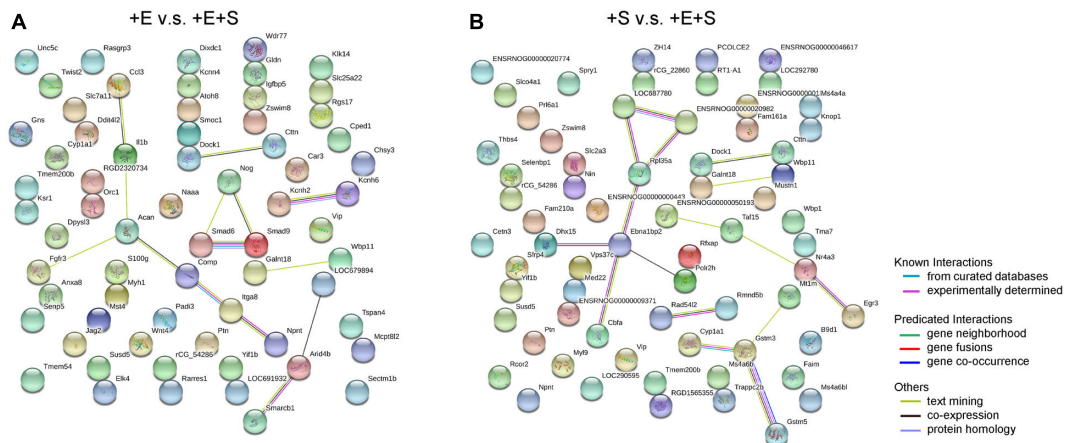 A
+E v.s. +E+S
Unc5c
Rasgrp3
Twist2
Ccl3
Slc7a11
Ddit4l2
Gns
Cyp1a1
Il1b
RGD2320734
Tmem200b
Orc1
Ksr1
Dpysl3
Acan
Naaa
Dixdc1
Kcnn4
Atoh8
Smoc1
Dock1
Wdr77
Gldn
Igfbp5
Zswim8
Cttn
Klk14
Slc25a22
Rgs17
Cped1
Car3
Chsy3
Nog
Kcnh2
Kcnh6
Smad6
Smad9
Vip
Galnt18
Wbp11
LOC679894
Fgfr3
S100g
Comp
Anxa8
Myh1
Itga8
Senp5
Mst4
Padi3
Jag2
Wnt4
Ptn
Npnt
Tspan4
Mcpt8l2
Tmem54
Susd5
rCG_54286
Yif1b
Arid4b
Elk4
Rarres1
LOC691932
Sectm1b
Smarcb1
B
+S v.s. +E+S
ENSRNOG00000020774
Slco4a1
Spry1
Prl6a1
ZH14
rCG_22860
LOC687780
PCOLCE2
RT1-A1
ENSRNOG00000046617
LOC292780
ENSRNOG0000001
Ms4a4a
ENSRNOG00000020982
Fam161a
Knop1
Thbs4
Zswim8
Slc2a3
Selenbp1
rCG_54286
Nin
Rpl35a
Dock1
Cttn
Galnt18
Wbp11
Mustn1
Fam210a
ENSRNOG0000000443
ENSRNOG00000050193
Taf15
Wbp1
Cetn3
Dhx15
Ebna1bp2
Tma7
Sfrp4
Vps37c
Rfxap
Nr4a3
Yif1b
Med22
Polr2h
Mt1m
Susd5
ENSRNOG00000009371
Rad54l2
Rmnd5b
Egr3
Ptn
Cbfa
Cyp1a1
Gstm3
B9d1
Rcor2
Myl9
Vip
Ms4a6b
LOC290595
Tmem200b
Trappc2b
Faim
Npnt
RGD1565355
Ms4a6bl
Gstm5
Known Interactions
from curated databases
experimentally determined
Predicated Interactions
gene neighborhood
gene fusions
gene co-occurrence
Others
text mining
co-expression
protein homology